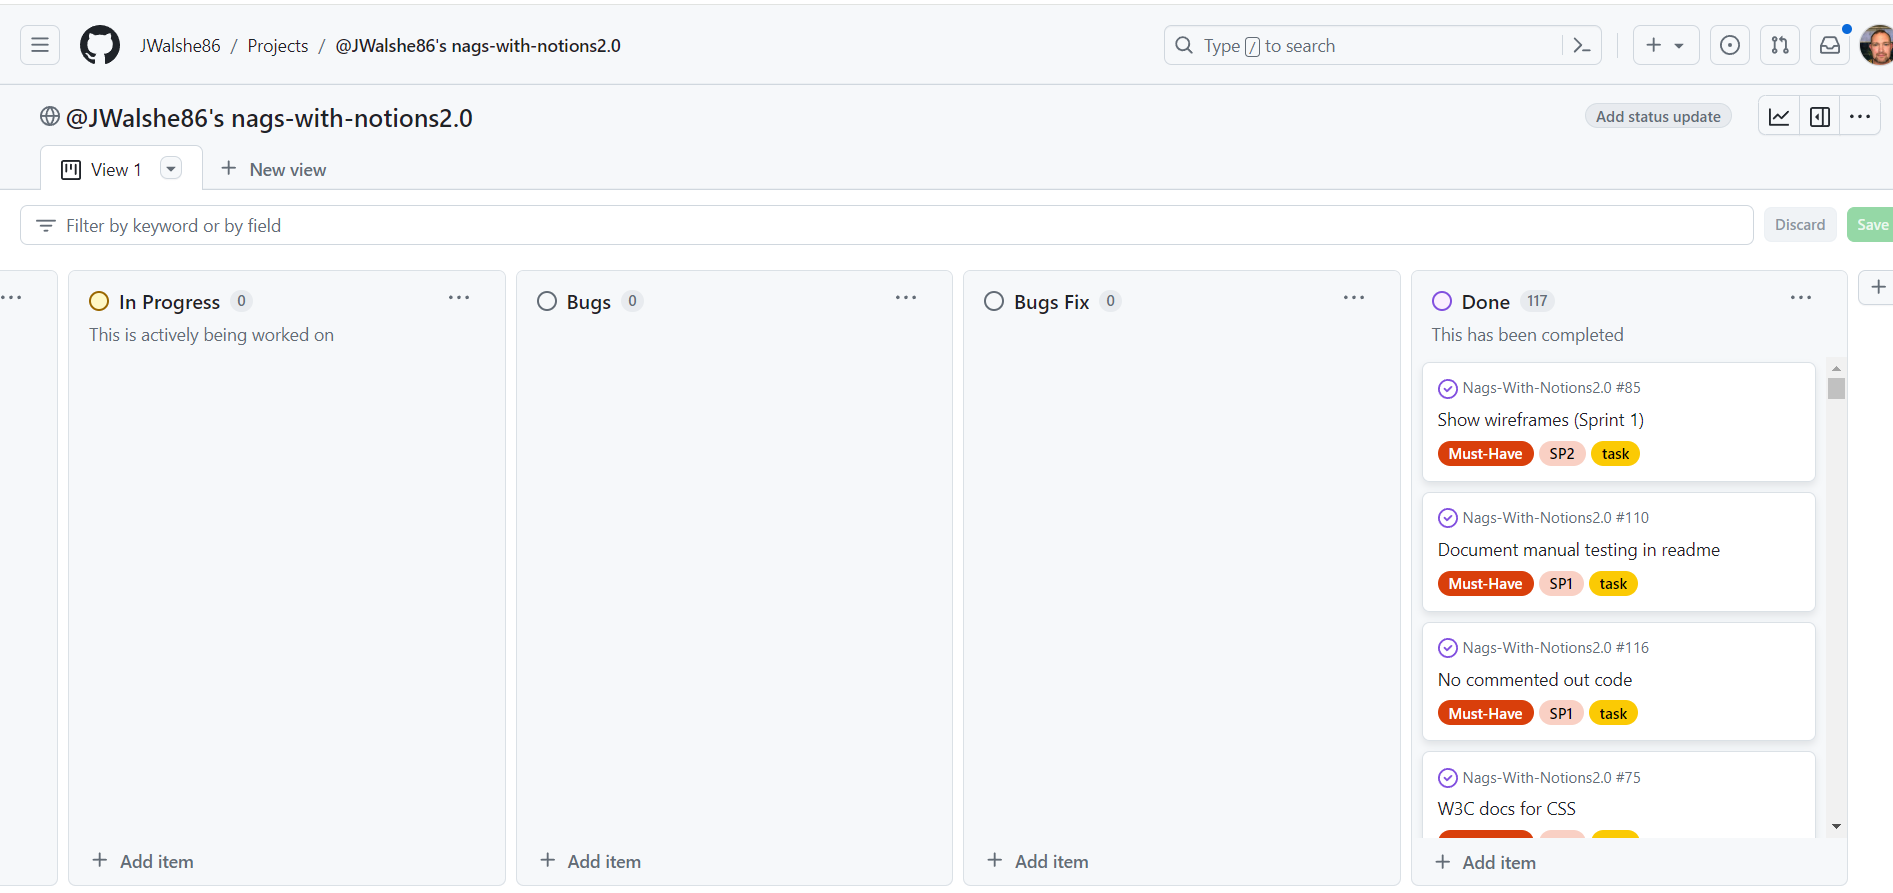 JWalshe86 / Projects / @JWalshe86's nags-with-notions2.0
Type / to search
@JWalshe86's nags-with-notions2.0
Add status update
View 1
New view
Filter by keyword or by field
Discard
Save
In Progress 0
This is actively being worked on
Add item
Bugs 0
Add item
Bugs Fix 0
Add item
Done 117
This has been completed
Nags-With-Notions2.0 #85
Show wireframes (Sprint 1)
Must-Have SP2 task
Nags-With-Notions2.0 #110
Document manual testing in readme
Must-Have SP1 task
Nags-With-Notions2.0 #116
No commented out code
Must-Have SP1 task
Nags-With-Notions2.0 #75
W3C docs for CSS
Add item